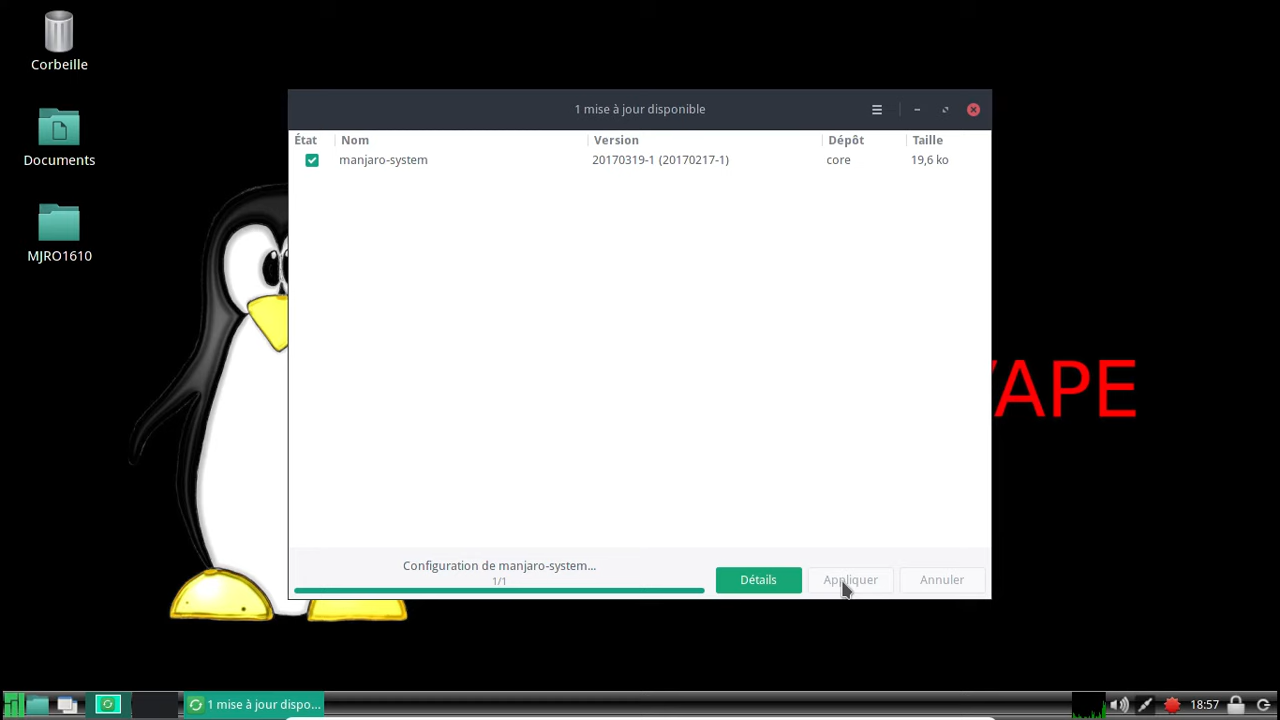 Corbeille
Documents
MJRO1610
1 mise à jour disponible
État Nom Version Dépôt Taille
manjaro-system 20170319-1 (20170217-1) core 19,6 ko
APE
Configuration de manjaro-system...
1/1
Détails Appliquer Annuler
1 mise à jour dispo... 18:57